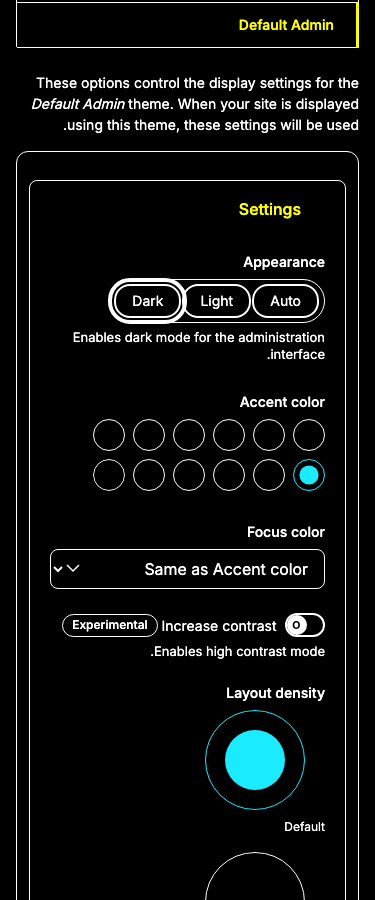 Default Admin
These options control the display settings for the
Default Admin theme. When your site is displayed
.using this theme, these settings will be used
Settings
Appearance
Dark Light Auto
Enables dark mode for the administration
.interface
Accent color
Focus color
Same as Accent color
Experimental Increase contrast
.Enables high contrast mode
Layout density
Default